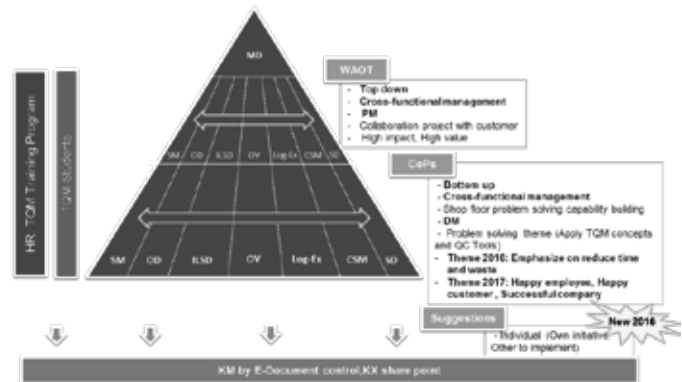 HR. TQM Training Program
TQM Students
MD
SM OD ILSD OV Log-Ex CSM SD
SM OD ILSD OV Log-Ex CSM SD
WAOT
- Top down
- Cross-functional management
- PM
- Collaboration project with customer
- High impact, High value
CoPs
- Bottom up
- Cross-functional management
- Shop floor problem solving capability building
- DM
- Problem solving theme (Apply TQM concepts
and QC Tools)
- Theme 2016: Emphasize on reduce time
and waste
- Theme 2017: Happy employee, Happy
customer , Successful company
Suggestions
New 2016
- Individual (Own initiative
Other to implement)
KM by E-Document control,KX share point